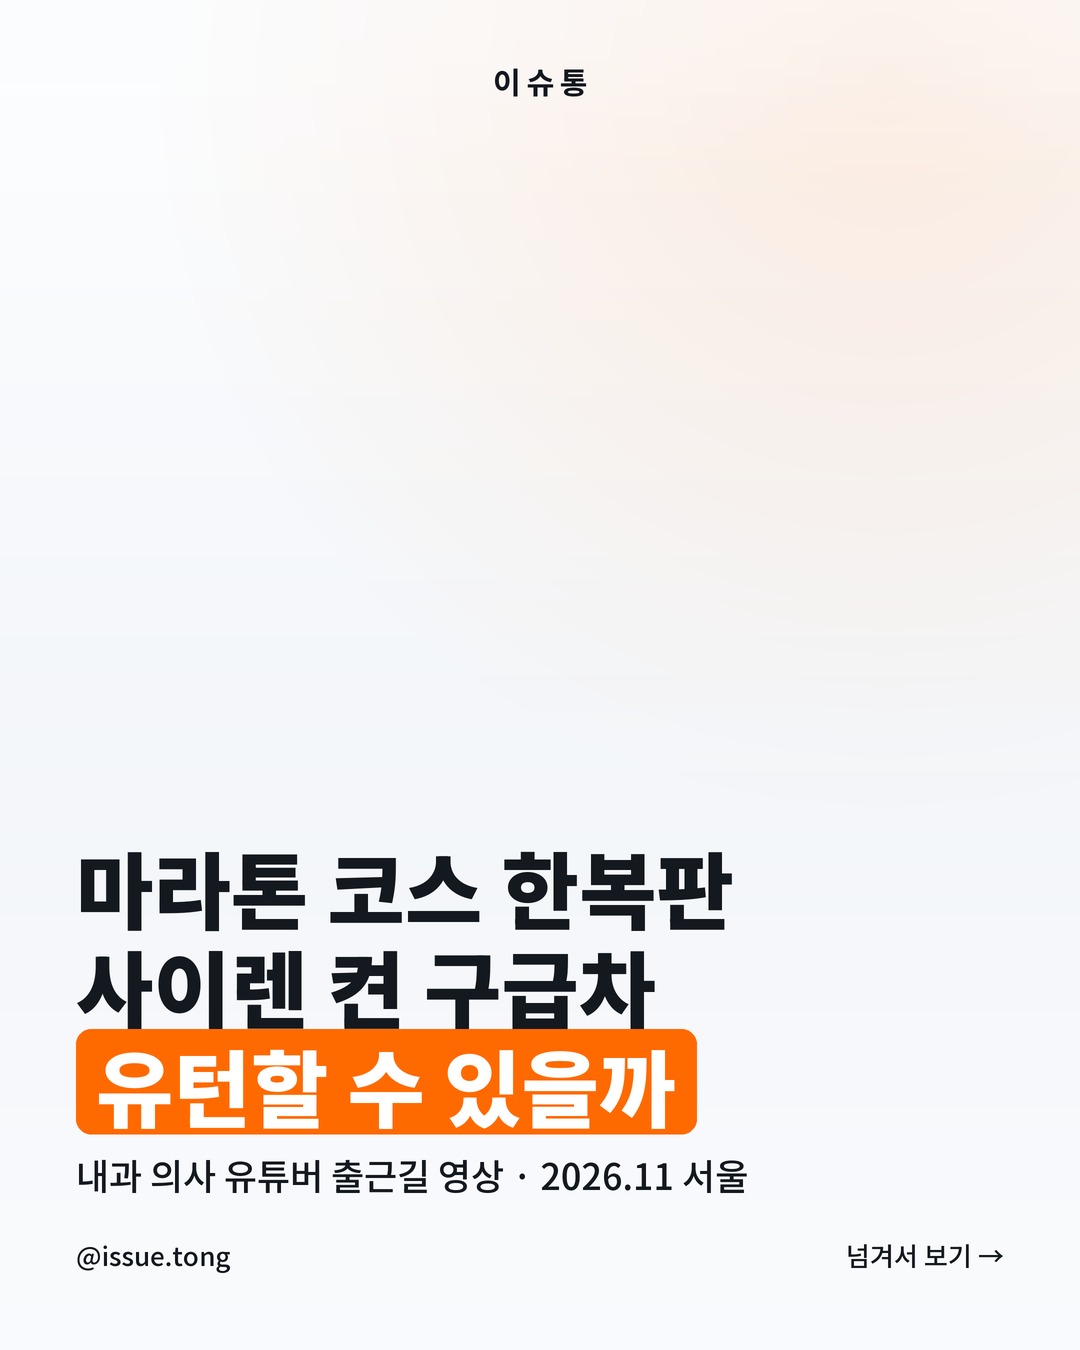 이슈통
마라톤 코스 한복판
사이렌 켠 구급차
유턴할 수 있을까
내과 의사 유튜버 출근길 영상 · 2026.11 서울
@issue.tong
넘겨서 보기 →